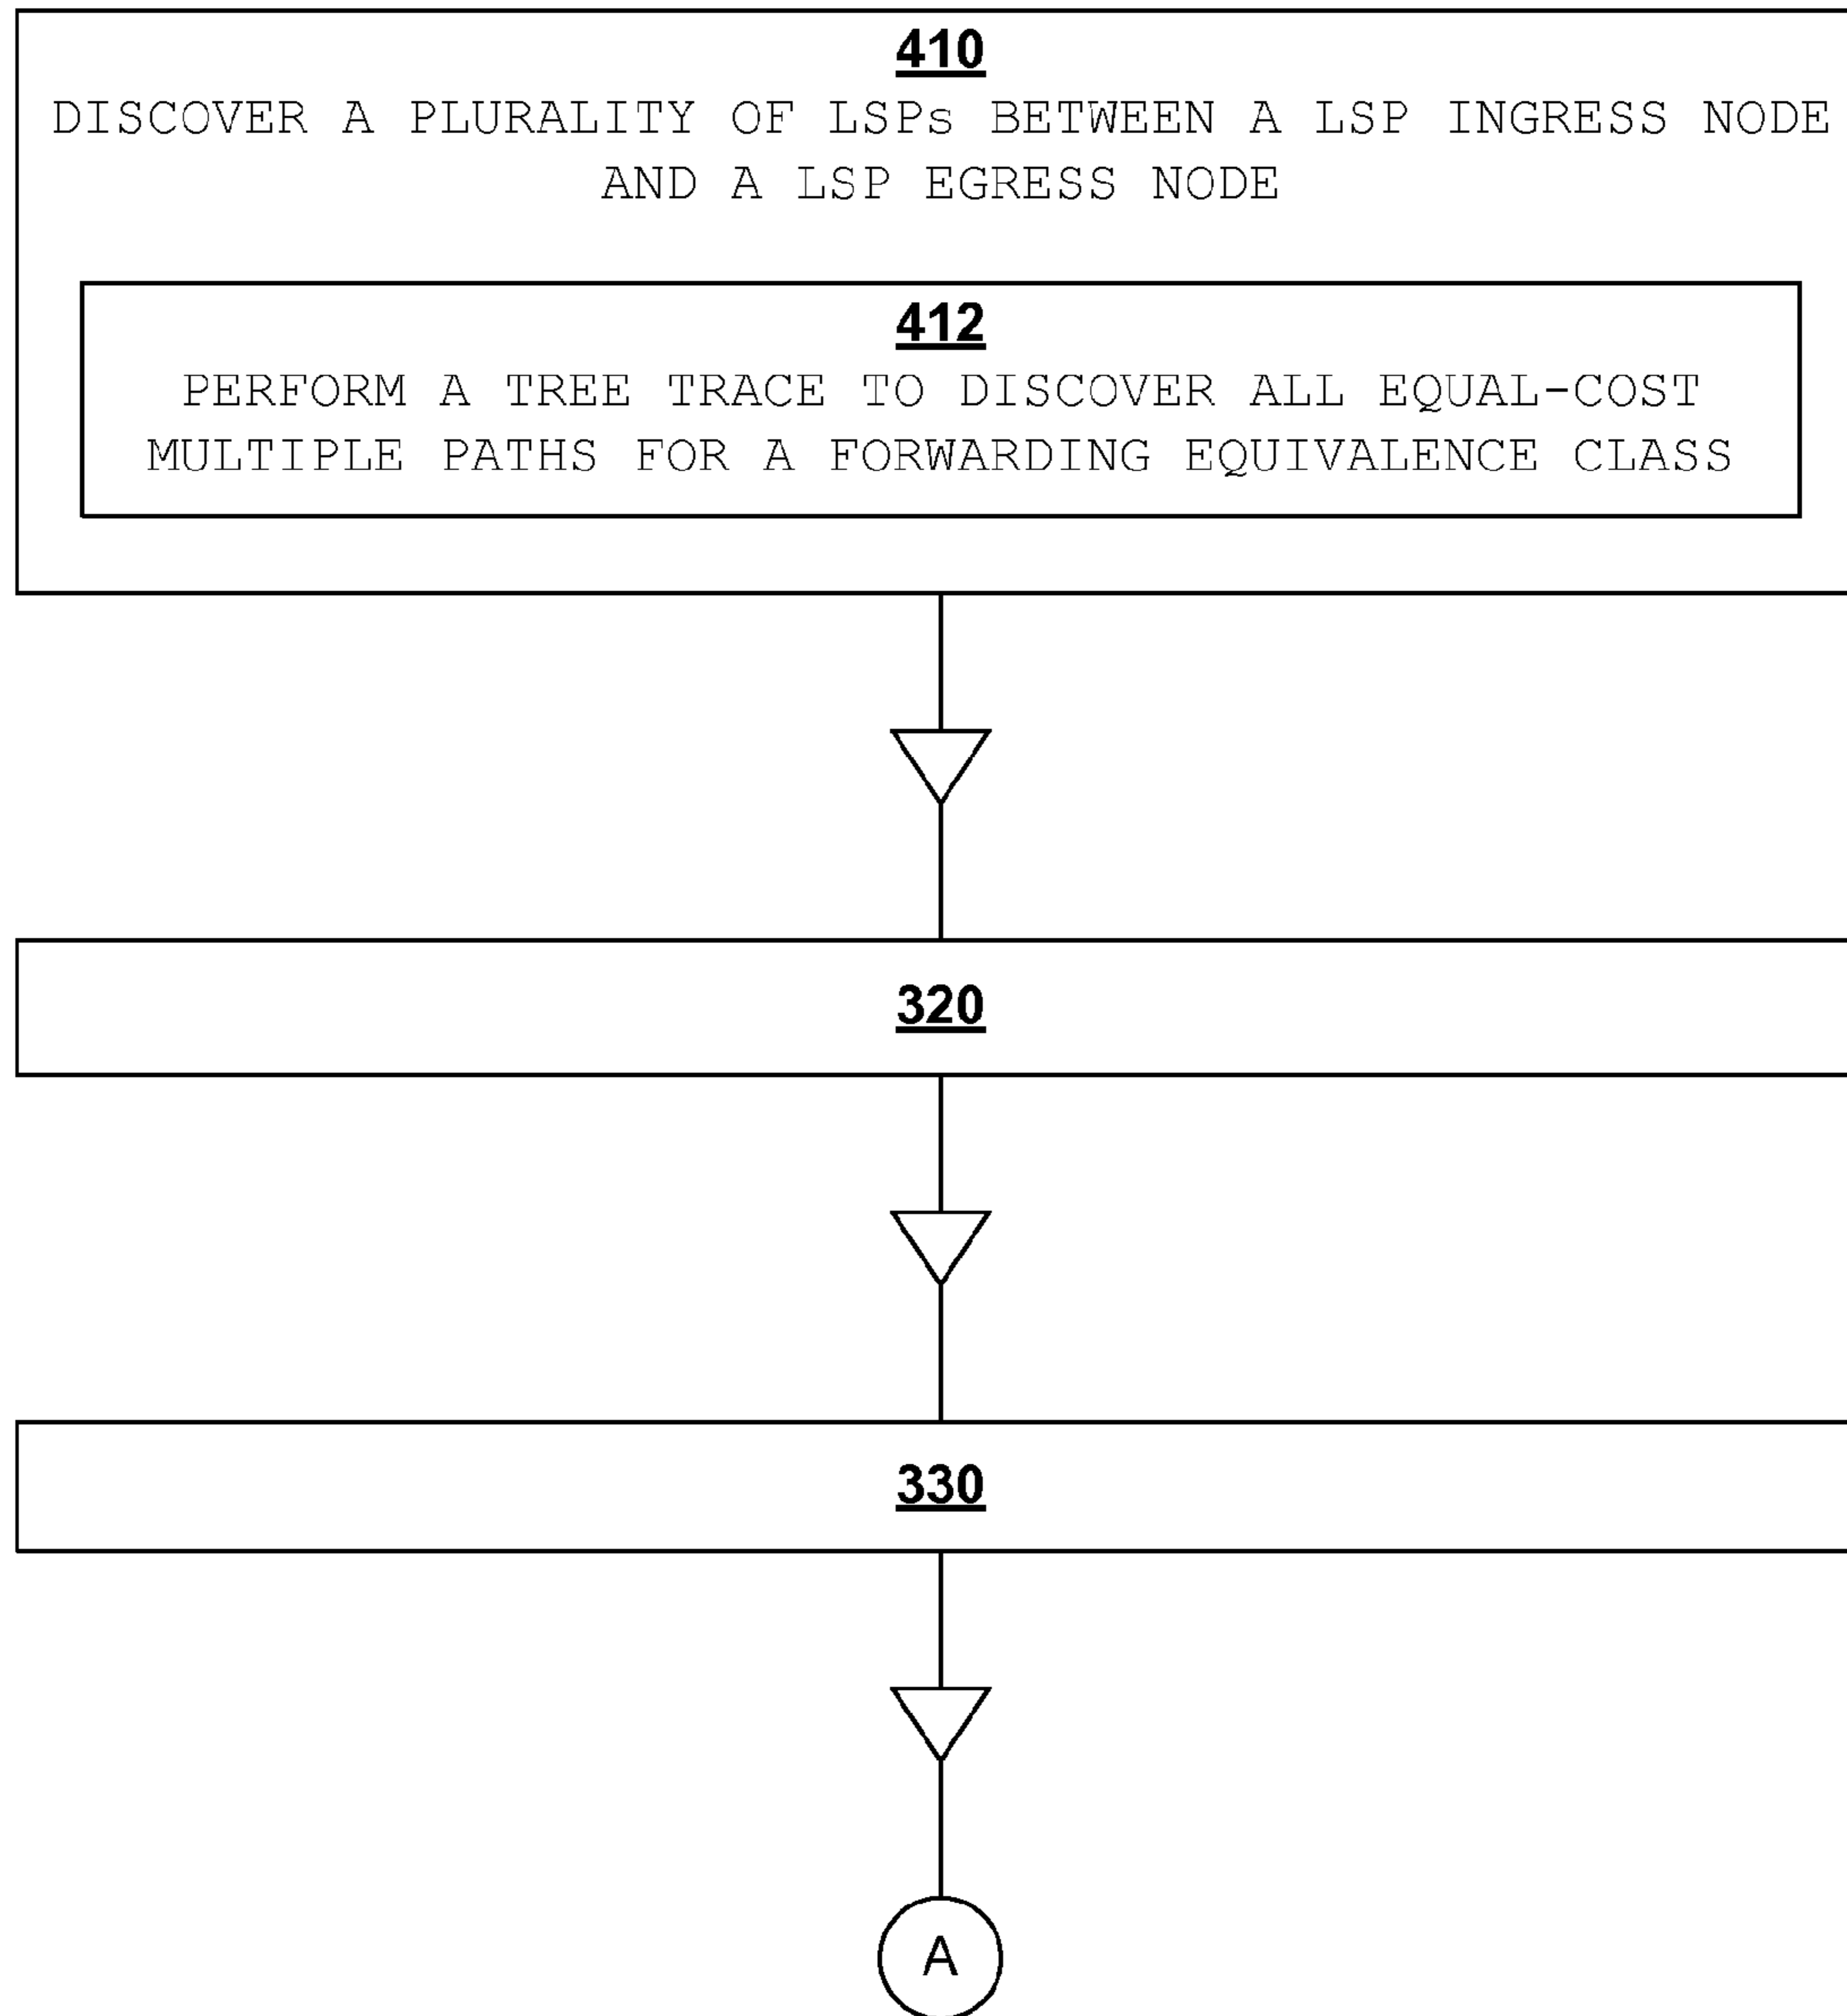 410
DISCOVER A PLURALITY OF LSPs BETWEEN A LSP INGRESS NODE
AND A LSP EGRESS NODE
412
PERFORM A TREE TRACE TO DISCOVER ALL EQUAL-COST
MULTIPLE PATHS FOR A FORWARDING EQUIVALENCE CLASS
320
330
A